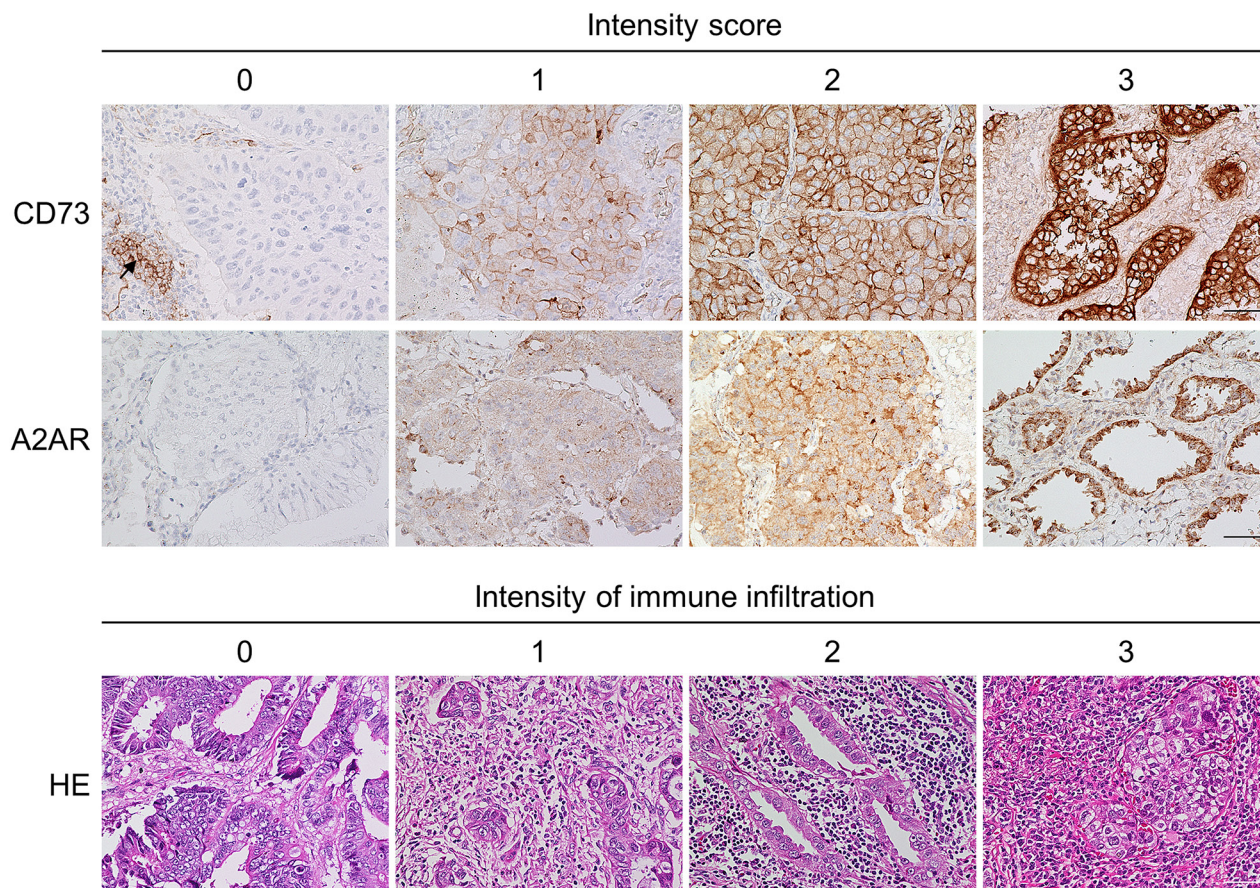 Intensity score
0 1 2 3
CD73
A2AR
Intensity of immune infiltration
0 1 2 3
HE